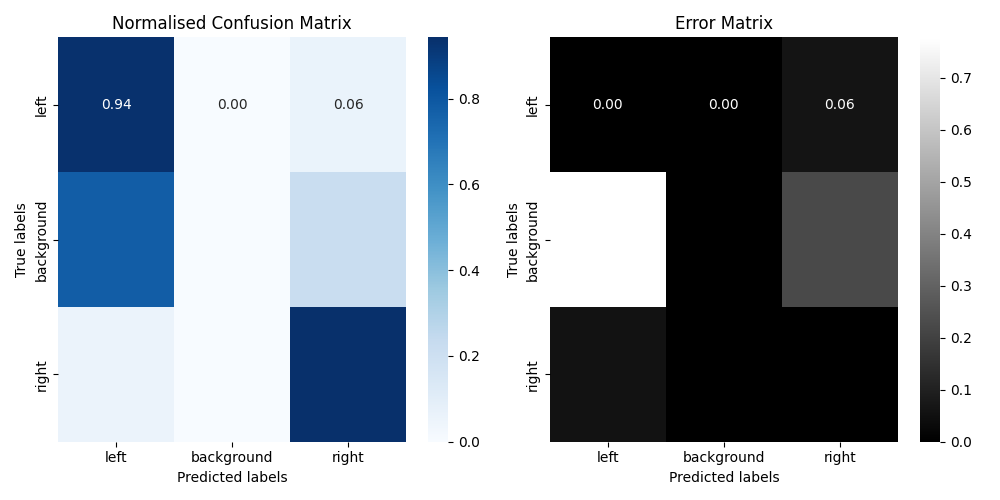 Normalised Confusion Matrix
True labels
left
background
right
0.94 0.00 0.06
left background right
Predicted labels
0.8
0.6
0.4
0.2
0.0
Error Matrix
True labels
left
background
right
0.00 0.00 0.06
left background right
Predicted labels
0.7
0.6
0.5
0.4
0.3
0.2
0.1
0.0